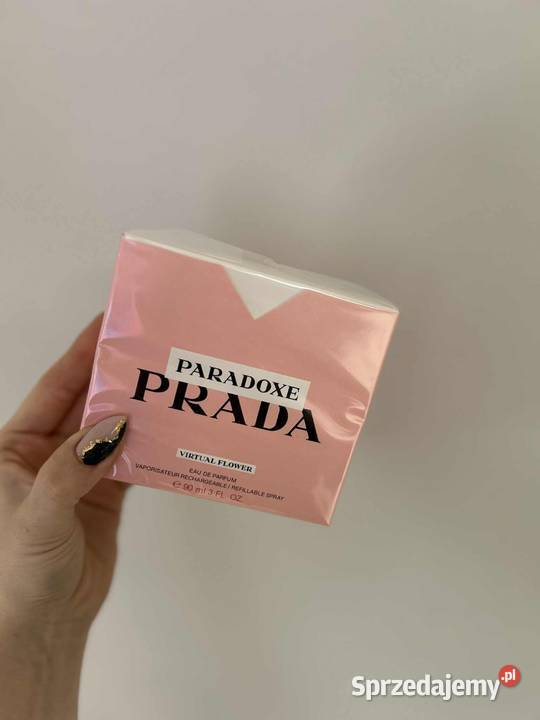 PARADOXE
PRADA
VIRTUAL FLOWER
EAU DE PARFUM
VAPORISATEUR RECHARGEABLE / REFILLABLE SPRAY
℮ 90 ml 3 FL. OZ.
Sprzedajemy.pl